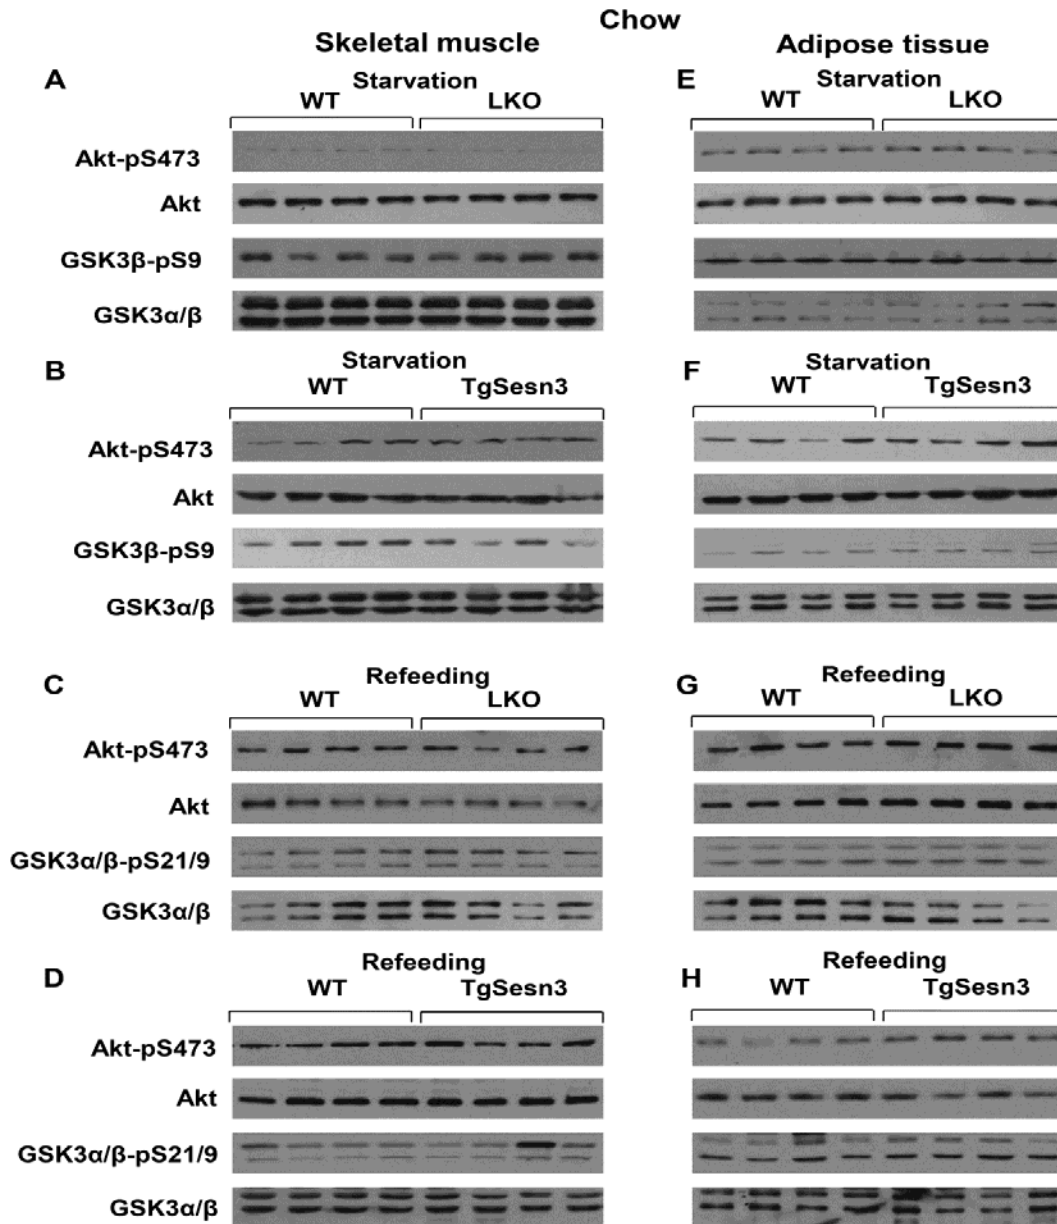 Chow
Skeletal muscle Adipose tissue
A Starvation E Starvation
WT LKO WT LKO
Akt-pS473
Akt
GSK3β-pS9
GSK3α/β
B Starvation F Starvation
WT TgSesn3 WT TgSesn3
Akt-pS473
Akt
GSK3β-pS9
GSK3α/β
C Refeeding G Refeeding
WT LKO WT LKO
Akt-pS473
Akt
GSK3α/β-pS21/9
GSK3α/β
D Refeeding H Refeeding
WT TgSesn3 WT TgSesn3
Akt-pS473
Akt
GSK3α/β-pS21/9
GSK3α/β